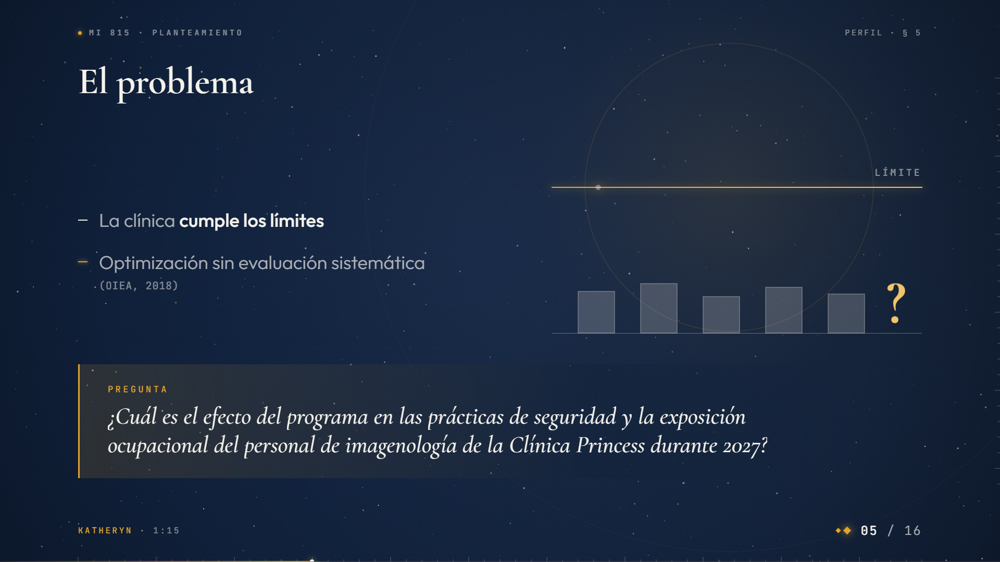 MI 815 · PLANTEAMIENTO
PERFIL · § 5
El problema
LÍMITE
La clínica cumple los límites
Optimización sin evaluación sistemática
(OIEA, 2018)
?
PREGUNTA
¿Cuál es el efecto del programa en las prácticas de seguridad y la exposición
ocupacional del personal de imagenología de la Clínica Princess durante 2027?
KATHERYN · 1:15
05 / 16